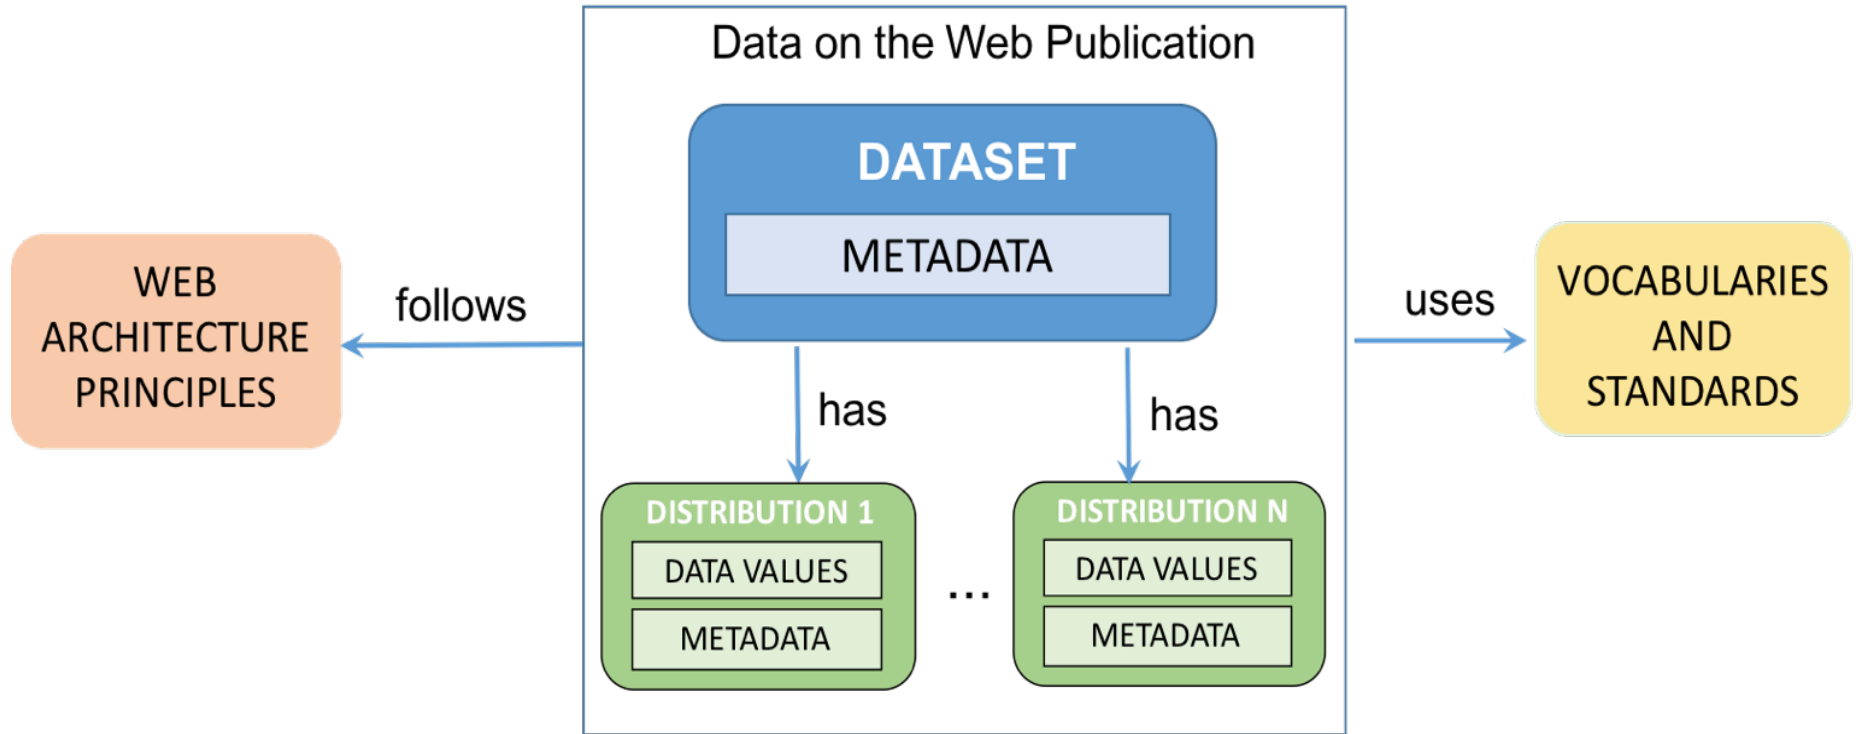 Data on the Web Publication
DATASET
METADATA
WEB
ARCHITECTURE
PRINCIPLES
follows
uses
VOCABULARIES
AND
STANDARDS
has
has
DISTRIBUTION 1
DATA VALUES
METADATA
...
DISTRIBUTION N
DATA VALUES
METADATA